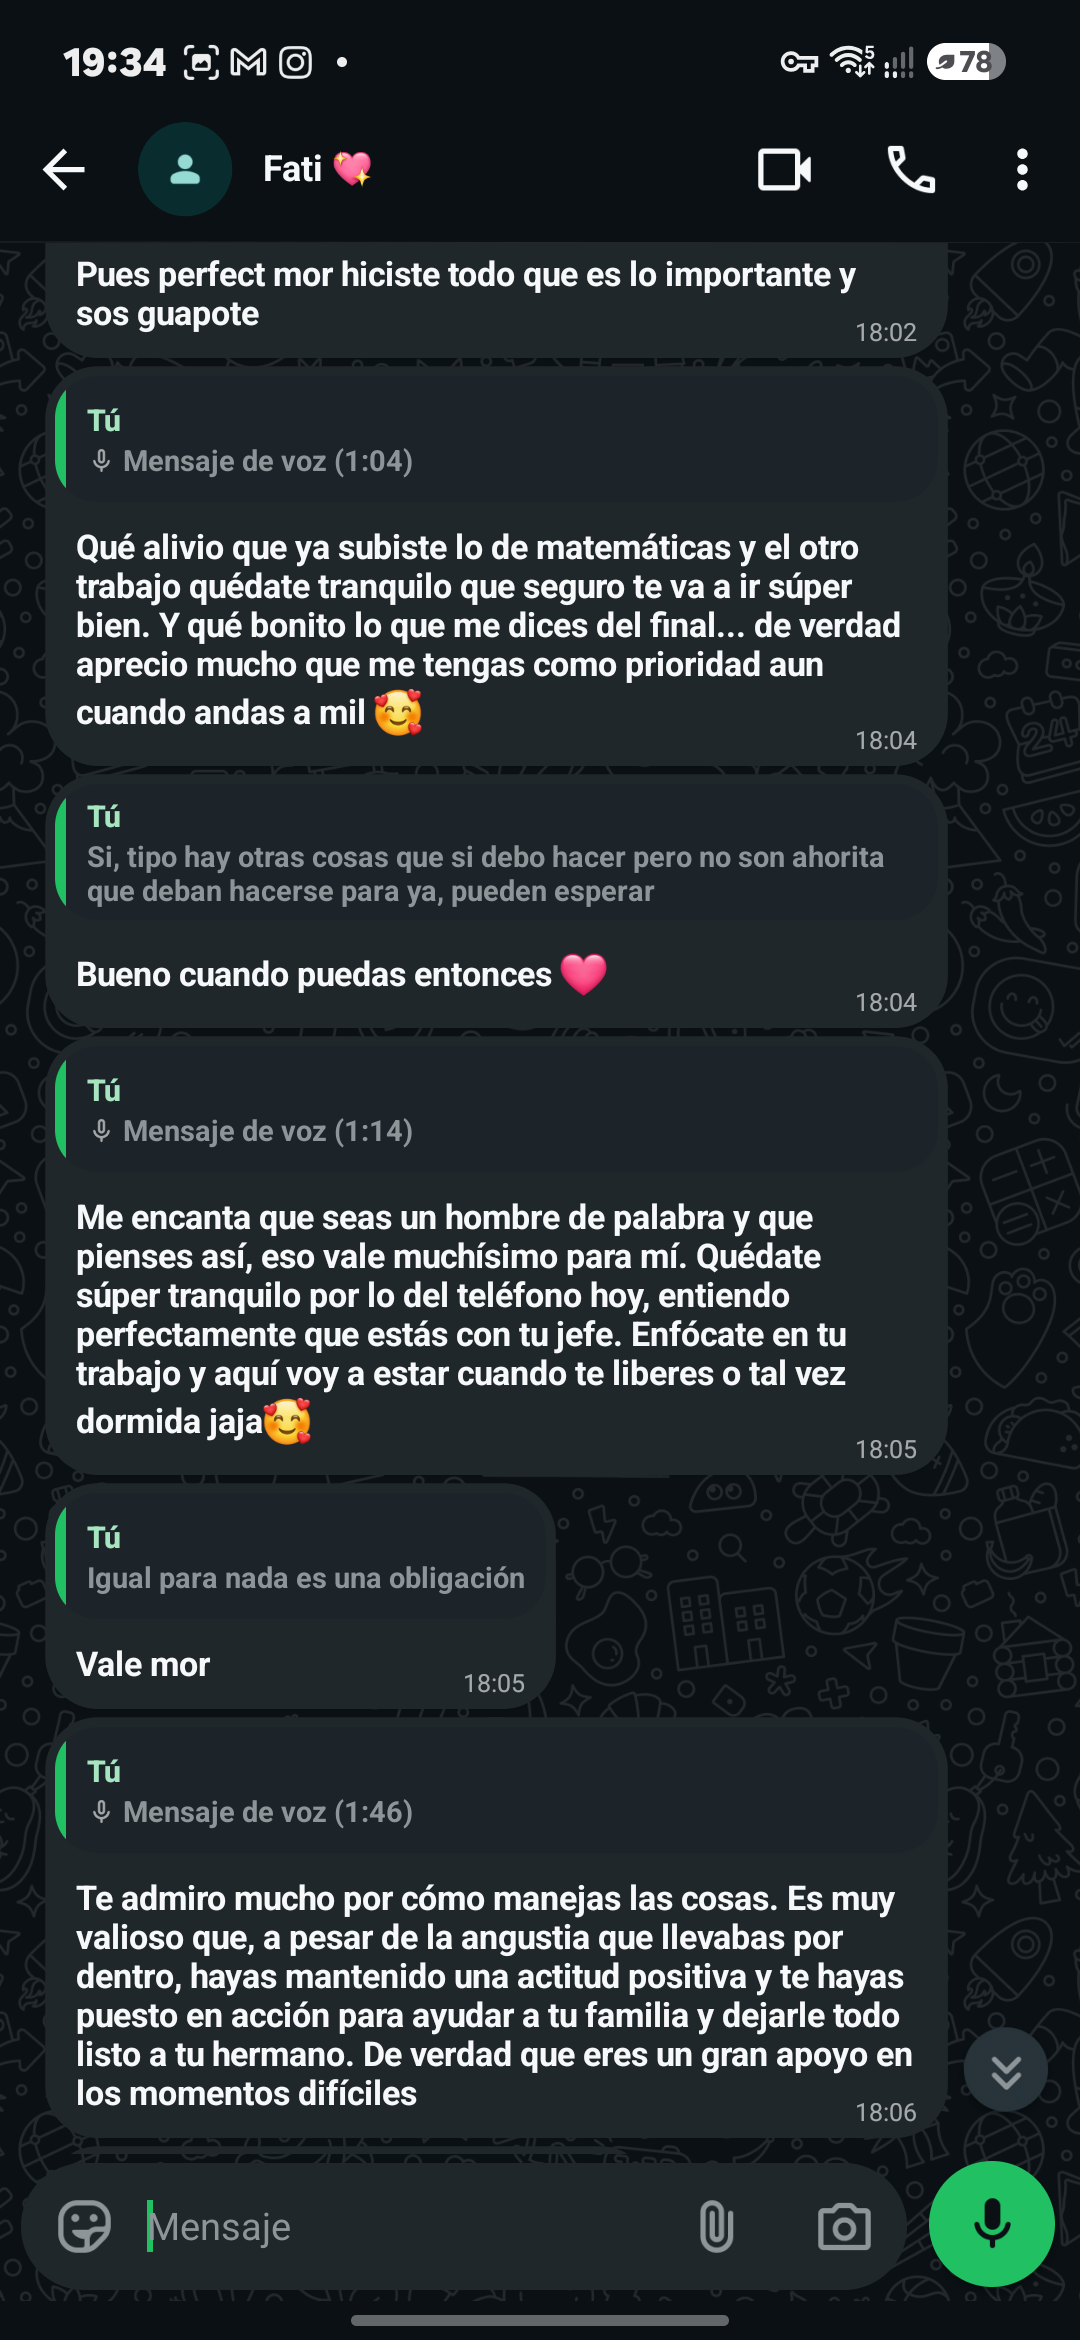 19:34
5
78
Fati 💖
Pues perfect mor hiciste todo que es lo importante y
sos guapote
18:02
Tú
Mensaje de voz (1:04)
Qué alivio que ya subiste lo de matemáticas y el otro
trabajo quédate tranquilo que seguro te va a ir súper
bien. Y qué bonito lo que me dices del final... de verdad
aprecio mucho que me tengas como prioridad aun
cuando andas a mil 🥰
18:04
Tú
Si, tipo hay otras cosas que si debo hacer pero no son ahorita
que deban hacerse para ya, pueden esperar
Bueno cuando puedas entonces 🩷
18:04
Tú
Mensaje de voz (1:14)
Me encanta que seas un hombre de palabra y que
pienses así, eso vale muchísimo para mí. Quédate
súper tranquilo por lo del teléfono hoy, entiendo
perfectamente que estás con tu jefe. Enfócate en tu
trabajo y aquí voy a estar cuando te liberes o tal vez
dormida jaja🥰
18:05
Tú
Igual para nada es una obligación
Vale mor
18:05
Tú
Mensaje de voz (1:46)
Te admiro mucho por cómo manejas las cosas. Es muy
valioso que, a pesar de la angustia que llevabas por
dentro, hayas mantenido una actitud positiva y te hayas
puesto en acción para ayudar a tu familia y dejarle todo
listo a tu hermano. De verdad que eres un gran apoyo en
los momentos difíciles
18:06
Mensaje